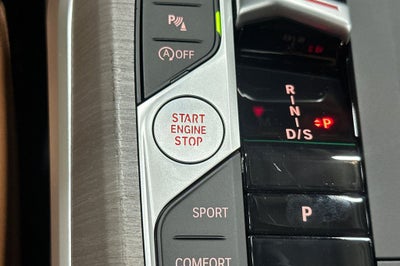 P
A OFF
START
ENGINE
STOP
SPORT
COMFORT
R
I
N
I
D/S
P
P